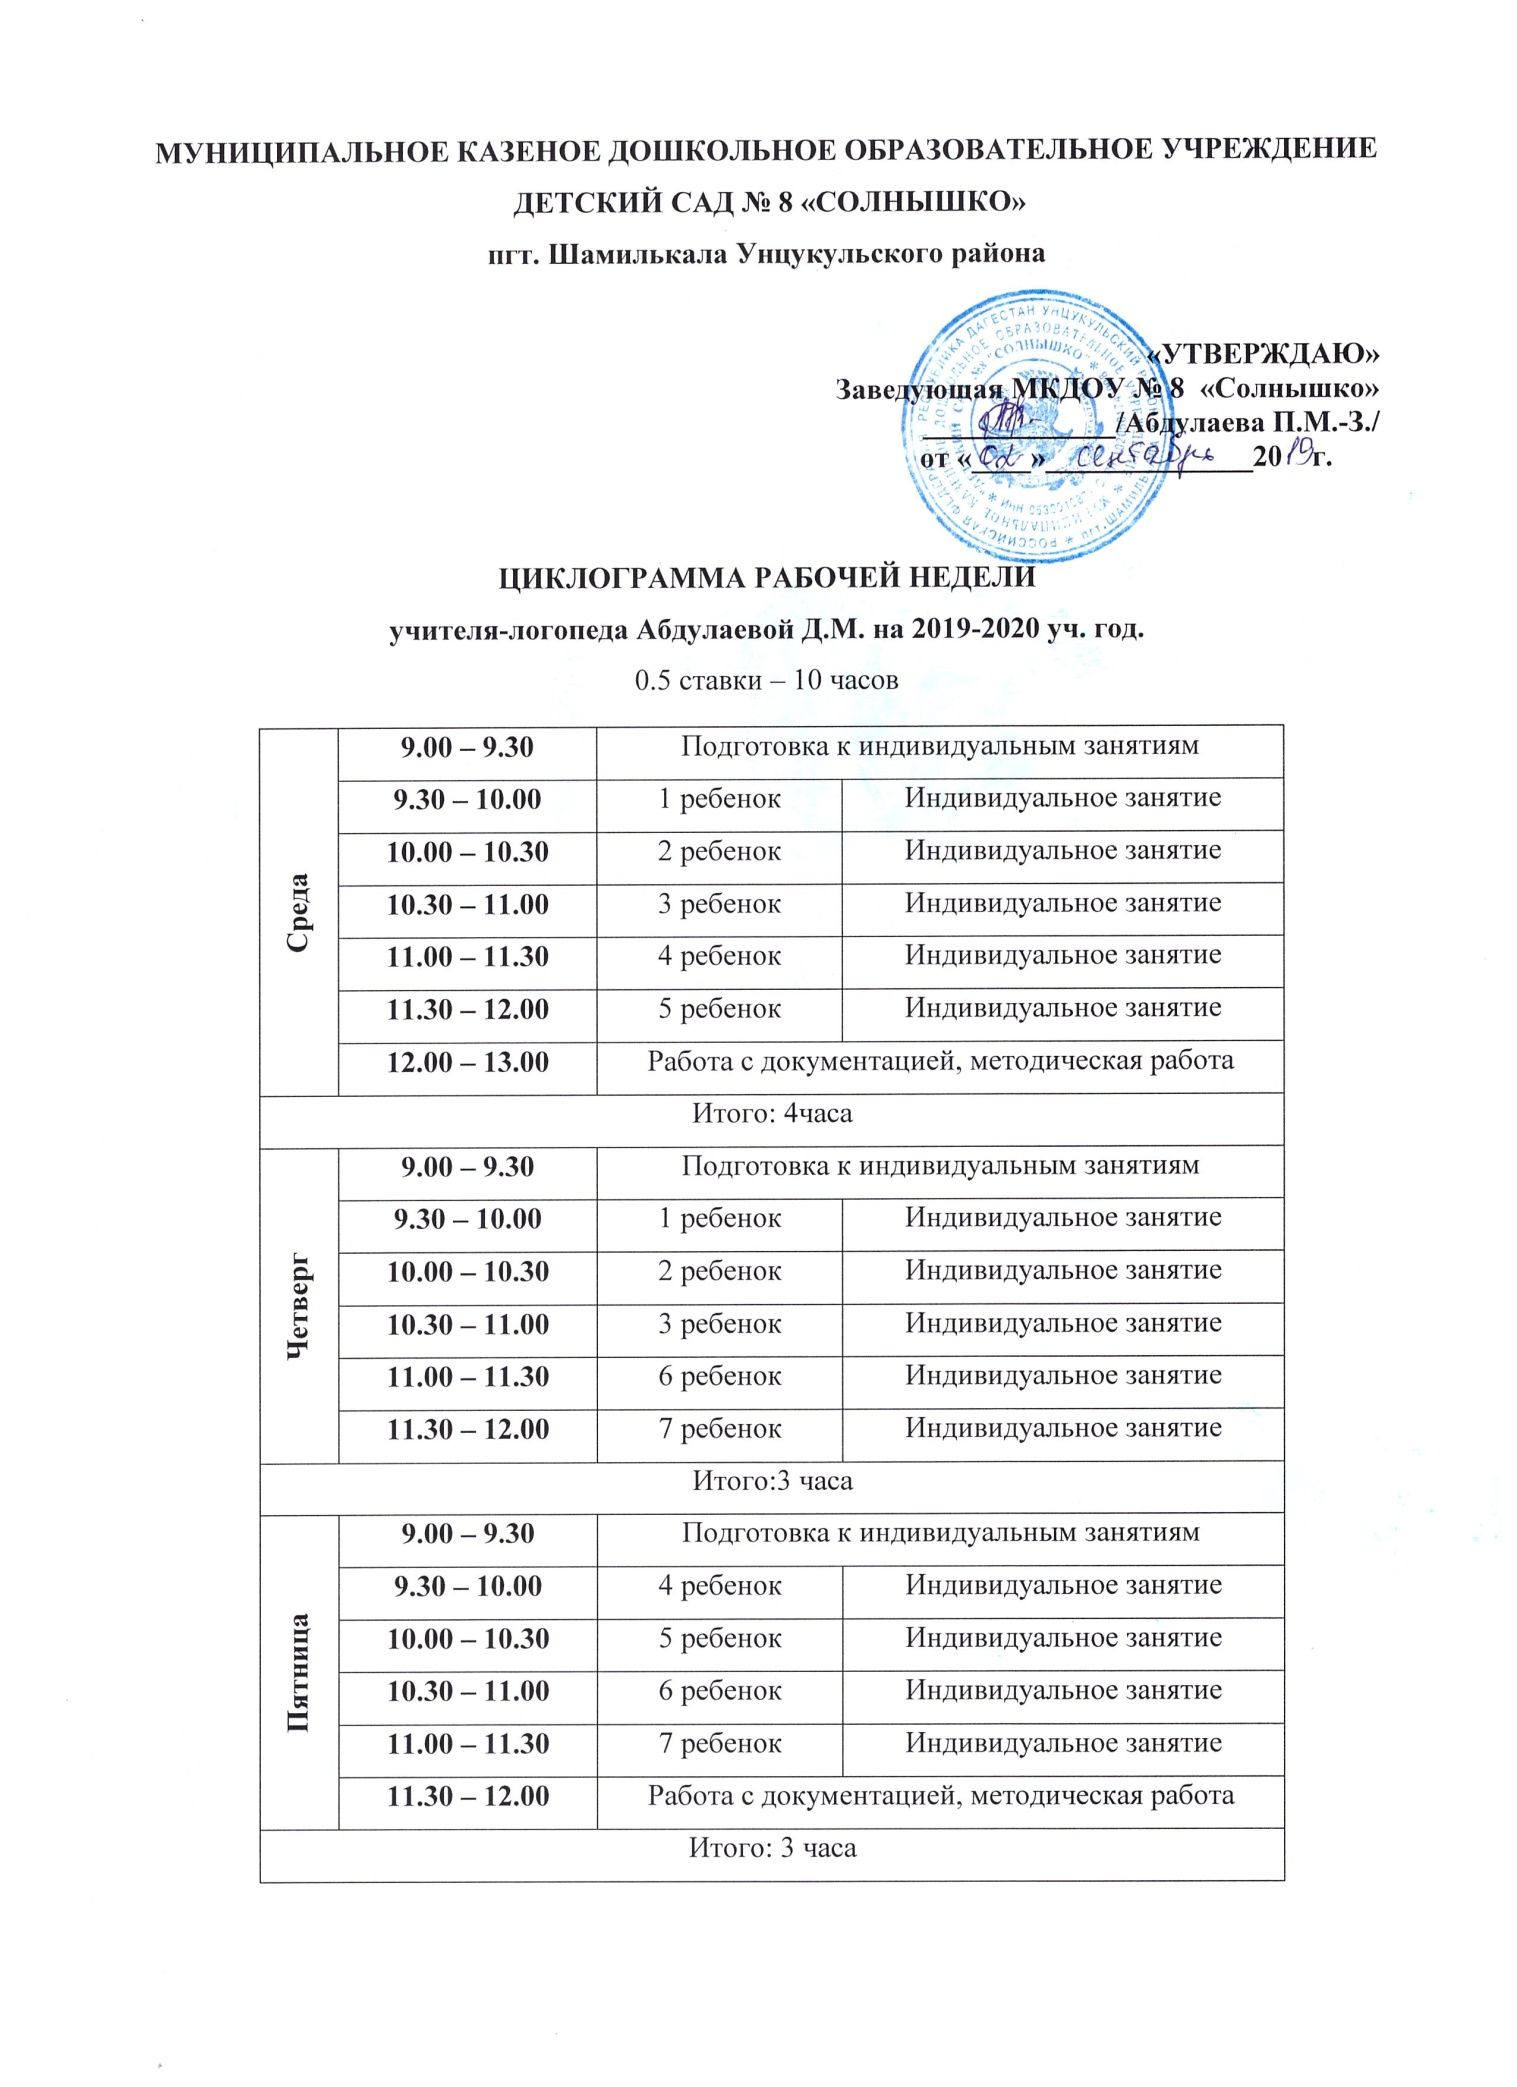 МУНИЦИПАЛЬНОЕ КАЗЕНОЕ ДОШКОЛЬНОЕ ОБРАЗОВАТЕЛЬНОЕ УЧРЕЖДЕНИЕ
ДЕТСКИЙ САД № 8 «СОЛНЫШКО»
пгт. Шамилькала Унцукульского района
«УТВЕРЖДАЮ»
Заведующая МКДОУ № 8 «Солнышко»
/Абдулаева П.М.-З./
от «02» сентябрь 2019г.
ЦИКЛОГРАММА РАБОЧЕЙ НЕДЕЛИ
учителя-логопеда Абдулаевой Д.М. на 2019-2020 уч. год.
0.5 ставки – 10 часов
Среда
9.00 – 9.30 Подготовка к индивидуальным занятиям
9.30 – 10.00 1 ребенок Индивидуальное занятие
10.00 – 10.30 2 ребенок Индивидуальное занятие
10.30 – 11.00 3 ребенок Индивидуальное занятие
11.00 – 11.30 4 ребенок Индивидуальное занятие
11.30 – 12.00 5 ребенок Индивидуальное занятие
12.00 – 13.00 Работа с документацией, методическая работа
Итого: 4часа
Четверг
9.00 – 9.30 Подготовка к индивидуальным занятиям
9.30 – 10.00 1 ребенок Индивидуальное занятие
10.00 – 10.30 2 ребенок Индивидуальное занятие
10.30 – 11.00 3 ребенок Индивидуальное занятие
11.00 – 11.30 6 ребенок Индивидуальное занятие
11.30 – 12.00 7 ребенок Индивидуальное занятие
Итого:3 часа
Пятница
9.00 – 9.30 Подготовка к индивидуальным занятиям
9.30 – 10.00 4 ребенок Индивидуальное занятие
10.00 – 10.30 5 ребенок Индивидуальное занятие
10.30 – 11.00 6 ребенок Индивидуальное занятие
11.00 – 11.30 7 ребенок Индивидуальное занятие
11.30 – 12.00 Работа с документацией, методическая работа
Итого: 3 часа